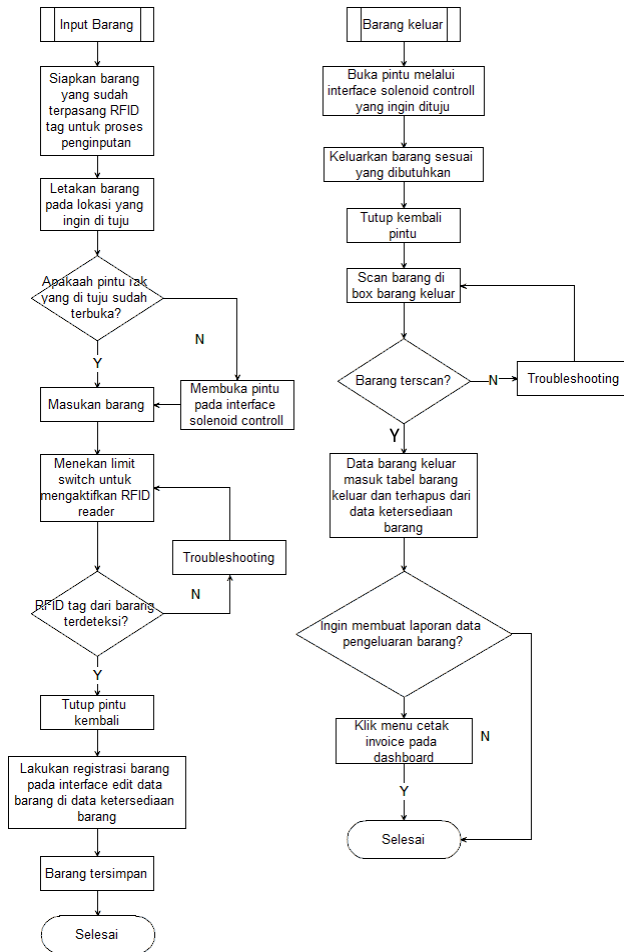 Input Barang
Siapkan barang
yang sudah
terpasang RFID
tag untuk proses
penginputan
Letakan barang
pada lokasi yang
ingin di tuju
Apakaah pintu rak
yang di tuju sudah
terbuka?
N
Y
Masukan barang
Membuka pintu
pada interface
solenoid controll
Menekan limit
switch untuk
mengaktifkan RFID
reader
Troubleshooting
N
RFID tag dari barang
terdeteksi?
Y
Tutup pintu
kembali
Lakukan registrasi barang
pada interface edit data
barang di data ketersediaan
barang
Barang tersimpan
Selesai
Barang keluar
Buka pintu melalui
interface solenoid controll
yang ingin dituju
Keluarkan barang sesuai
yang dibutuhkan
Tutup kembali
pintu
Scan barang di
box barang keluar
Barang terscan?
N
Troubleshooting
Y
Data barang keluar
masuk tabel barang
keluar dan terhapus dari
data ketersediaan
barang
Ingin membuat laporan data
pengeluaran barang?
Klik menu cetak
invoice pada
dashboard
N
Y
Selesai